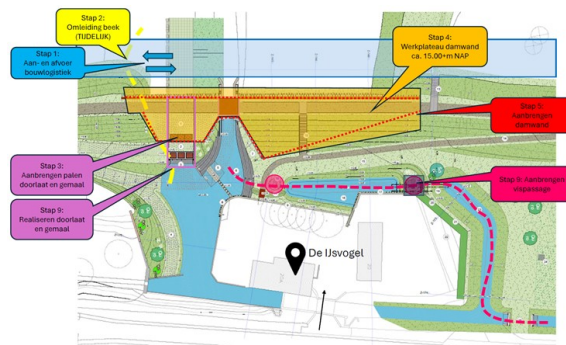 Stap 2:
Omleiding beek
(TIJDELIJK)
Stap 1:
Aan- en afvoer
bouwlogistiek
Stap 4:
Werkplateau damwand
ca. 15.00+m NAP
Stap 5:
Aanbrengen
damwand
Stap 3:
Aanbrengen palen
doorlaat en gemaal
Stap 9:
Realiseren doorlaat
en gemaal
Stap 9: Aanbrengen
vispassage
De IJsvogel